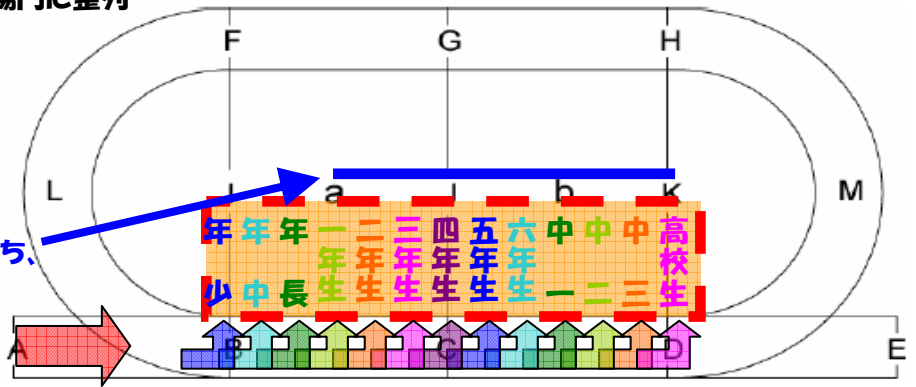 場門に整列
F G H
L a b K M
ち、
年少
年中
年長
一年生
二年生
三年生
四年生
五年生
六年生
中一
中二
中三
高校生
A B C D E